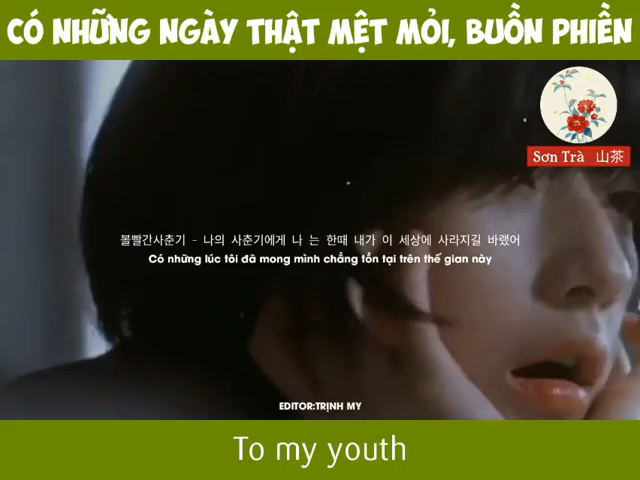 CÓ NHỮNG NGÀY THẬT MỆT MỎI, BUỒN PHIỀN
Sơn Trà 山茶
볼빨간사춘기 - 나의 사춘기에게 나 는 한때 내가 이 세상에 사라지길 바랬어
Có những lúc tôi đã mong mình chẳng tồn tại trên thế gian này
EDITOR:TRỊNH MY
To my youth